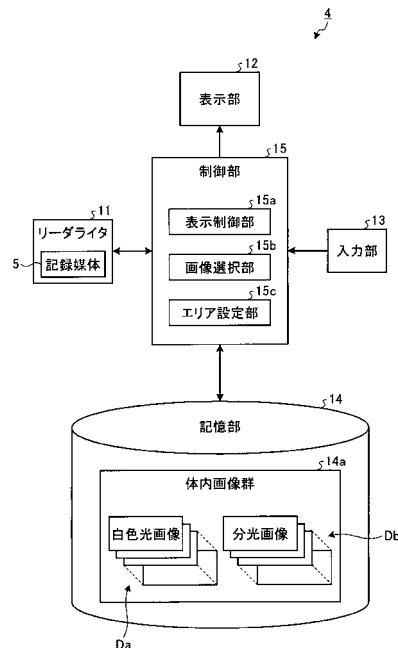 4
12
表示部
15
制御部
15a
表示制御部
15b
画像選択部
15c
エリア設定部
11
リーダライタ
5
記録媒体
13
入力部
14
記憶部
14a
体内画像群
白色光画像
分光画像
Db
Da